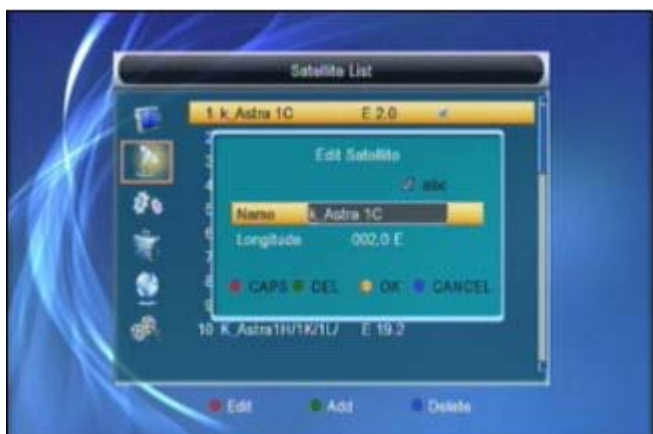 Satellite List
1 k_Astra 1C E 2.0
Edit Satellite
abc
Name k_Astra 1C
Longitude 002.0 E
CAPS DEL OK CANCEL
10 K_Astra1H/1K/1L/ E 19.2
Edit Add Delete